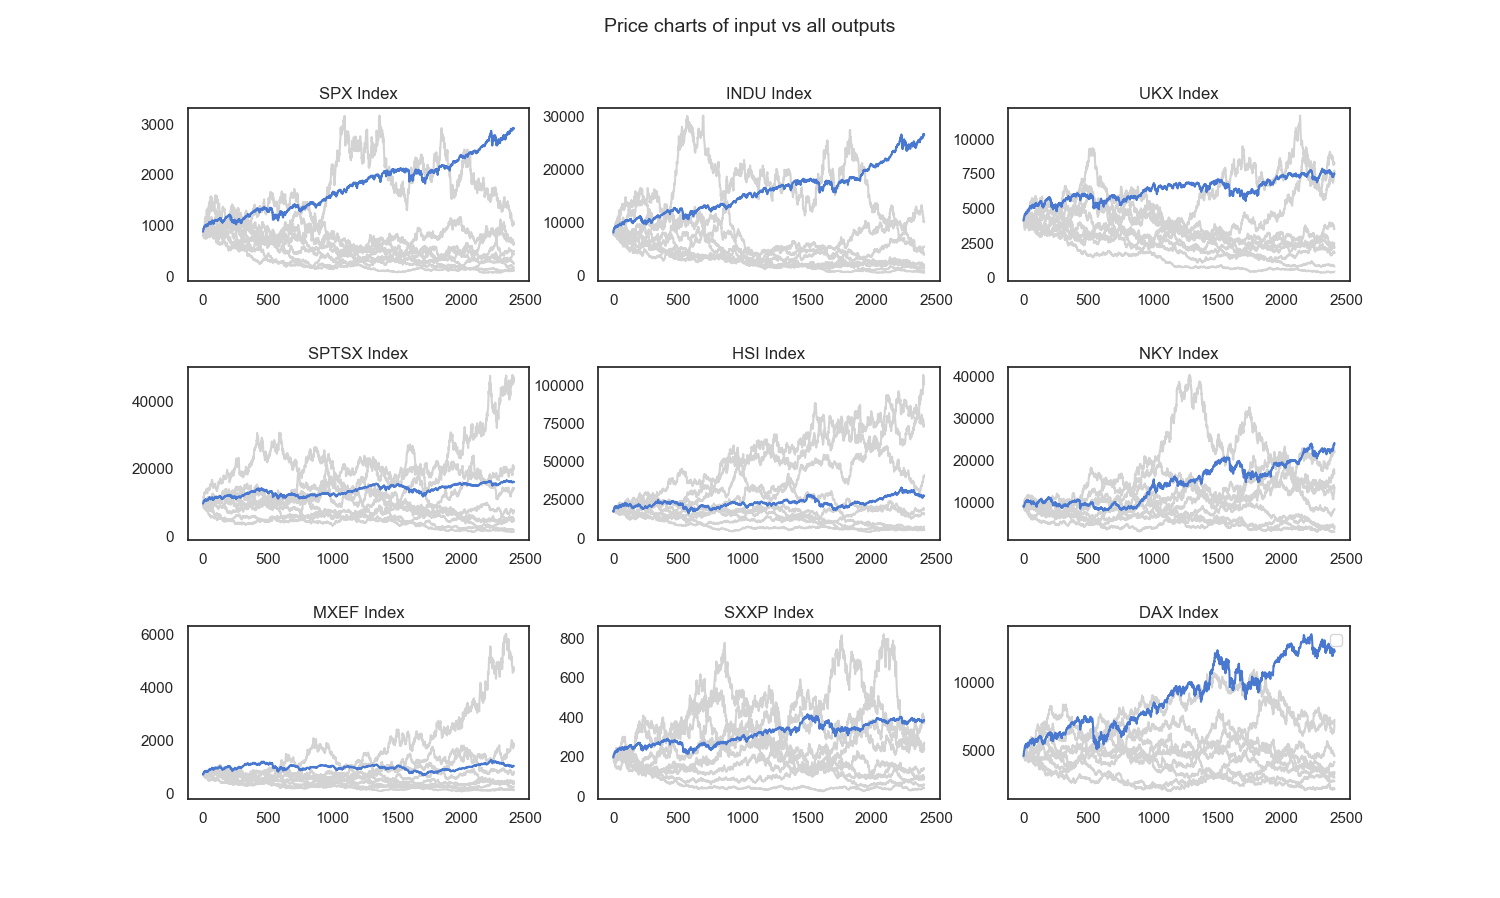 Price charts of input vs all outputs
SPX Index
INDU Index
UKX Index
3000
2000
1000
0
0 500 1000 1500 2000 2500
30000
20000
10000
0
0 500 1000 1500 2000 2500
10000
7500
5000
2500
0
0 500 1000 1500 2000 2500
SPTSX Index
HSI Index
NKY Index
40000
20000
0
0 500 1000 1500 2000 2500
100000
75000
50000
25000
0
0 500 1000 1500 2000 2500
40000
30000
20000
10000
0 500 1000 1500 2000 2500
MXEF Index
SXXP Index
DAX Index
6000
4000
2000
0
0 500 1000 1500 2000 2500
800
600
400
200
0
0 500 1000 1500 2000 2500
10000
5000
0 500 1000 1500 2000 2500